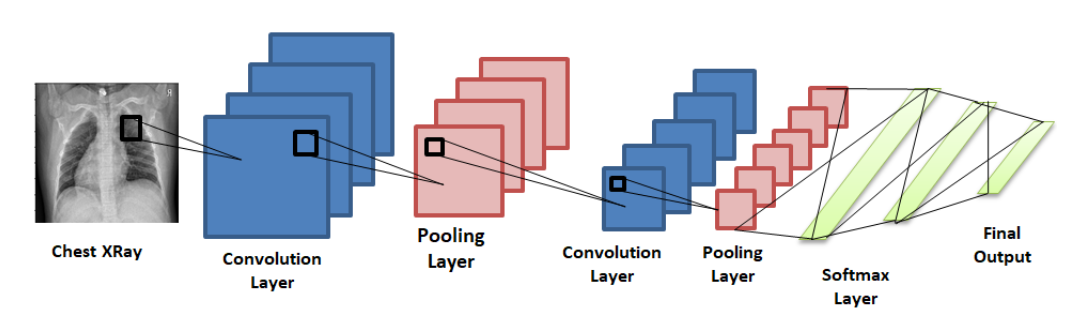 Chest XRay
Convolution
Layer
Pooling
Layer
Convolution
Layer
Pooling
Layer
Softmax
Layer
Final
Output